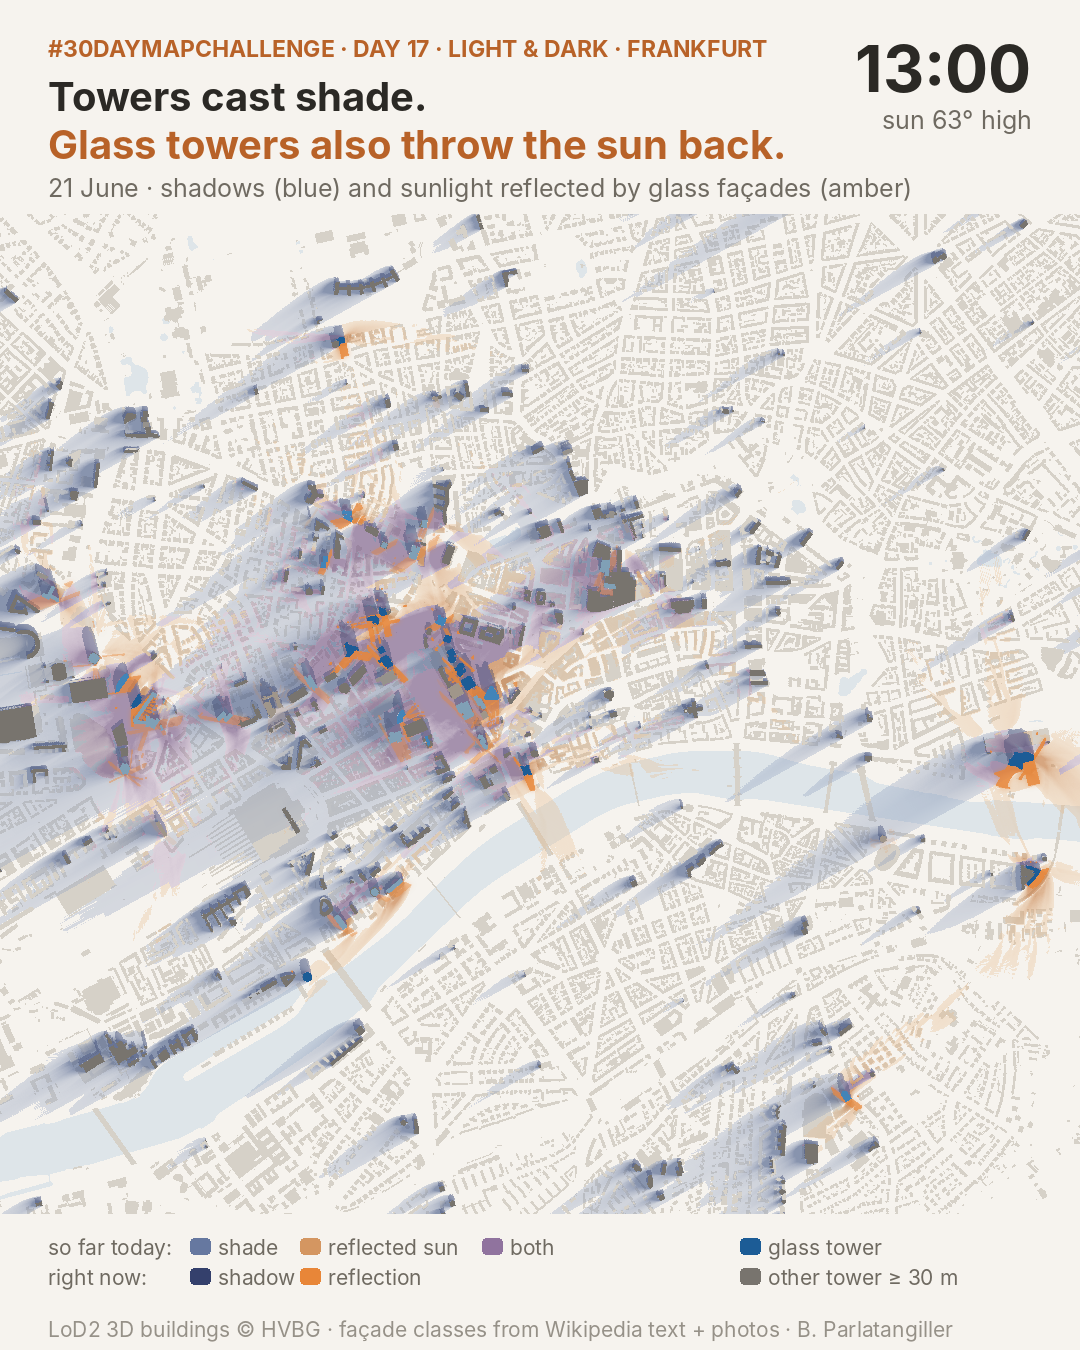 #30DAYMAPCHALLENGE · DAY 17 · LIGHT & DARK · FRANKFURT
13:00
sun 63° high
Towers cast shade.
Glass towers also throw the sun back.
21 June · shadows (blue) and sunlight reflected by glass façades (amber)
so far today: shade reflected sun both glass tower
right now: shadow reflection other tower ≥ 30 m
LoD2 3D buildings © HVBG · façade classes from Wikipedia text + photos · B. Parlatangiller